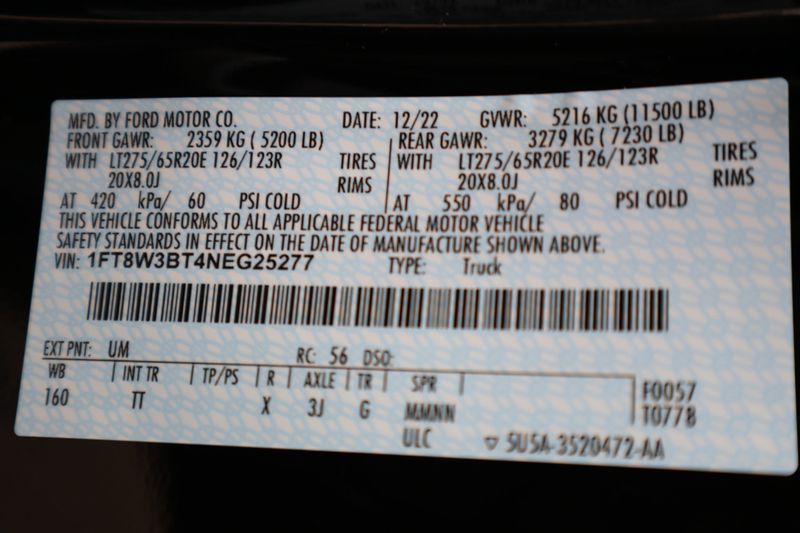 MFD. BY FORD MOTOR CO. DATE: 12/22 GVWR: 5216 KG (11500 LB)
FRONT GAWR: 2359 KG ( 5200 LB) REAR GAWR: 3279 KG ( 7230 LB)
WITH LT275/65R20E 126/123R TIRES WITH LT275/65R20E 126/123R TIRES
20X8.0J RIMS 20X8.0J RIMS
AT 420 kPa/ 60 PSI COLD AT 550 kPa/ 80 PSI COLD
THIS VEHICLE CONFORMS TO ALL APPLICABLE FEDERAL MOTOR VEHICLE
SAFETY STANDARDS IN EFFECT ON THE DATE OF MANUFACTURE SHOWN ABOVE.
VIN: 1FT8W3BT4NEG25277 TYPE: Truck
EXT PNT: UM RC: 56 DSO:
WB INT TR TP/PS R AXLE TR SPR F0057
160 TT X 3J G MMNN T0778
ULC ▽ 5U5A-3520472-AA